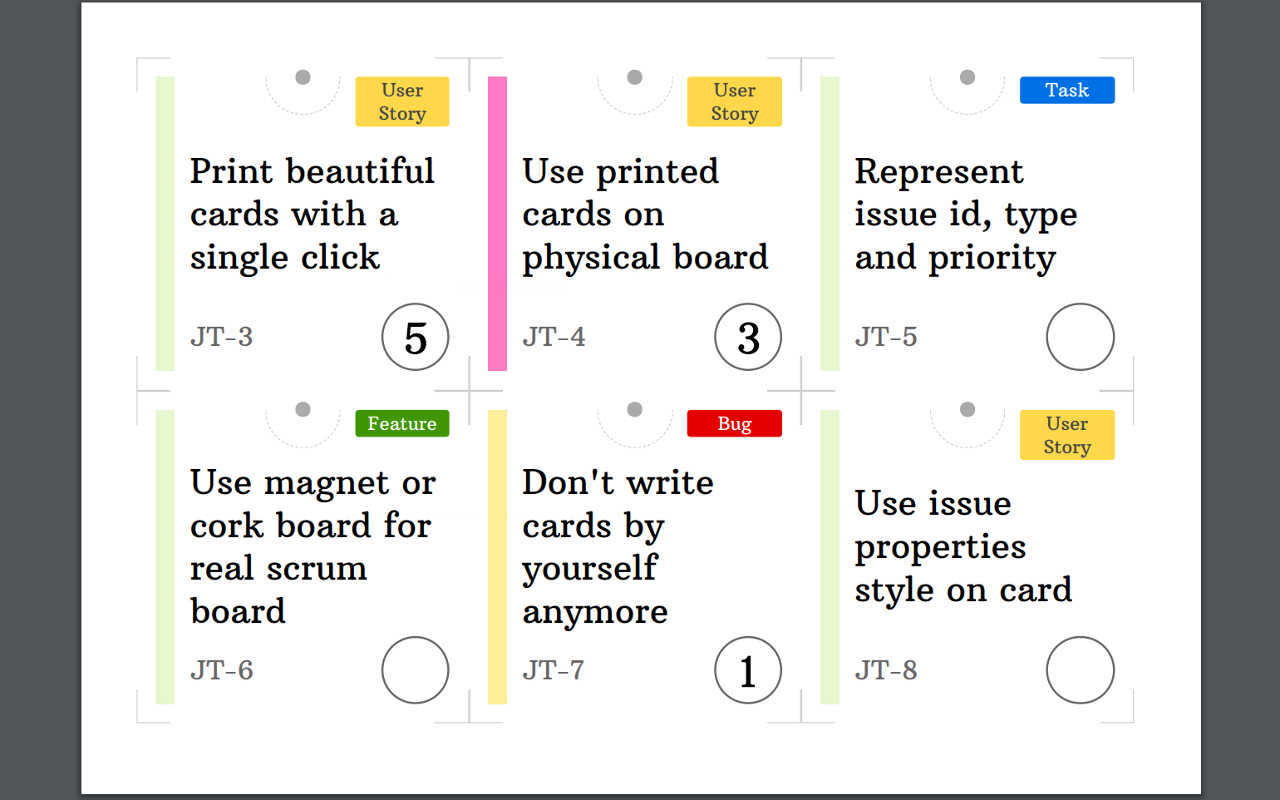 User
Story
Print beautiful
cards with a
single click
JT-3
5
User
Story
Use printed
cards on
physical board
JT-4
3
Task
Represent
issue id, type
and priority
JT-5
Feature
Use magnet or
cork board for
real scrum
board
JT-6
Bug
Don't write
cards by
yourself
anymore
JT-7
1
User
Story
Use issue
properties
style on card
JT-8